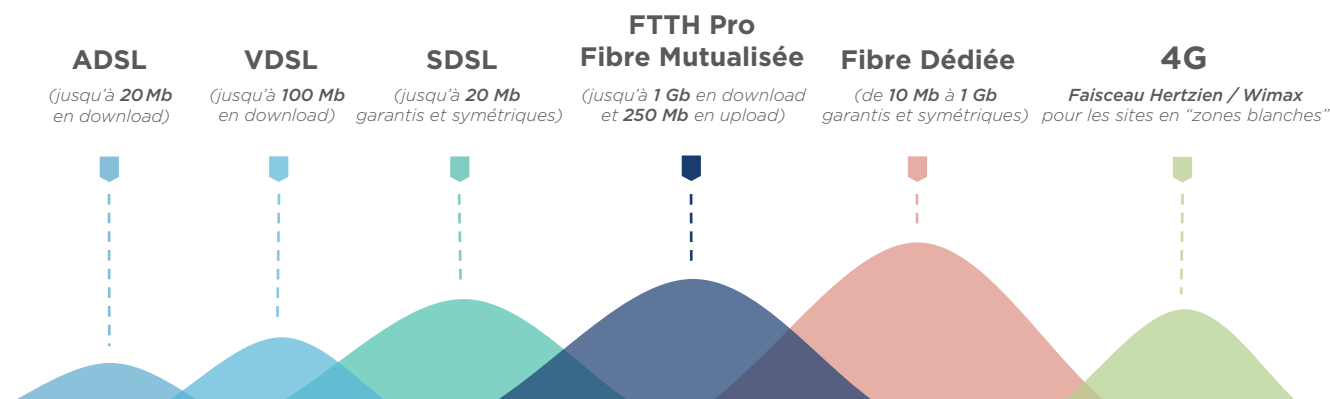 ADSL
(jusqu'à 20 Mb
en download)
VDSL
(jusqu'à 100 Mb
en download)
SDSL
(jusqu'à 20 Mb
garantis et symétriques)
FTTH Pro
Fibre Mutualisée
(jusqu'à 1 Gb en download
et 250 Mb en upload)
Fibre Dédiée
(de 10 Mb à 1 Gb
garantis et symétriques)
4G
Faisceau Hertzien / Wimax
pour les sites en “zones blanches”